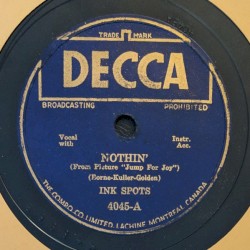 TRADE MARK
DECCA
BROADCASTING PROHIBITED
Vocal with
Instr. Acc.
NOTHIN'
(From Picture "Jump For Joy")
(Borne-Kuller-Golden)
INK SPOTS
4045-A
THE COMPO CO. LIMITED, LACHINE MONTREAL CANADA.